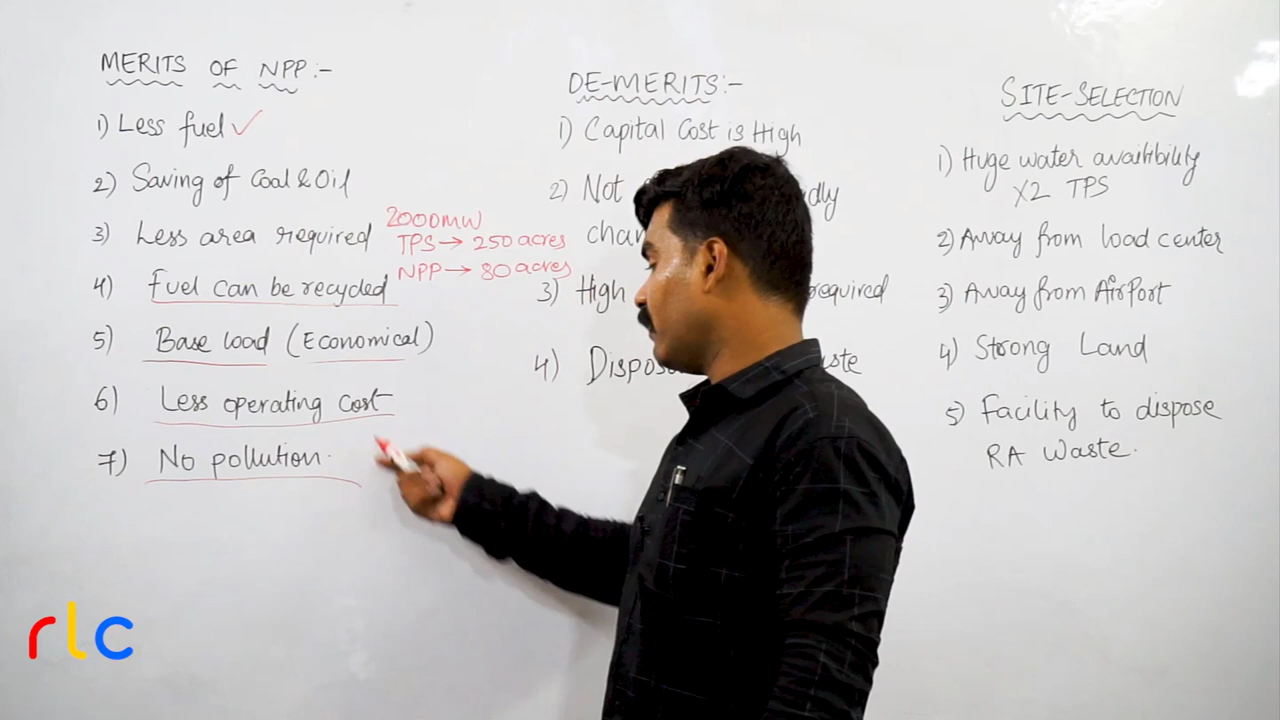 MERITS OF NPP:-
1) Less fuel ✓
2) Saving of Coal & Oil
3) Less area required
2000MW
TPS → 250 acres
NPP → 80 acres
4) Fuel can be recycled
5) Base load (Economical)
6) Less operating cost
7) No pollution.
DE-MERITS:-
1) Capital Cost is High
2) Not
3) High required
4)
SITE-SELECTION
1) Huge water availibility
X2 TPS
2) Away from load center
3) Away from AirPort
4) Strong Land
5) Facility to dispose
RA Waste.
rlc